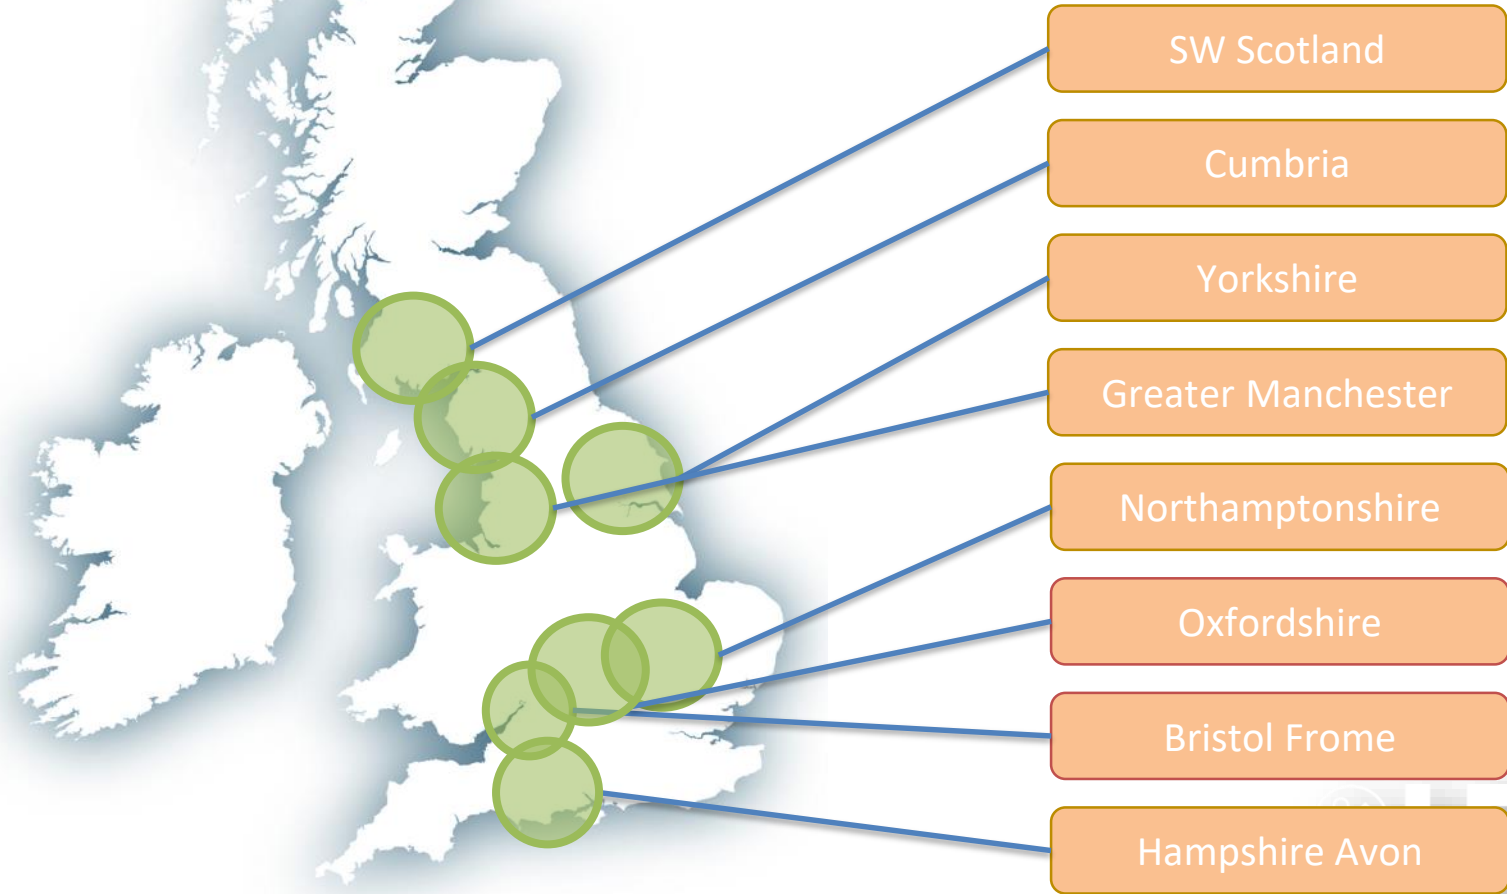 SW Scotland
Cumbria
Yorkshire
Greater Manchester
Northamptonshire
Oxfordshire
Bristol Frome
Hampshire Avon